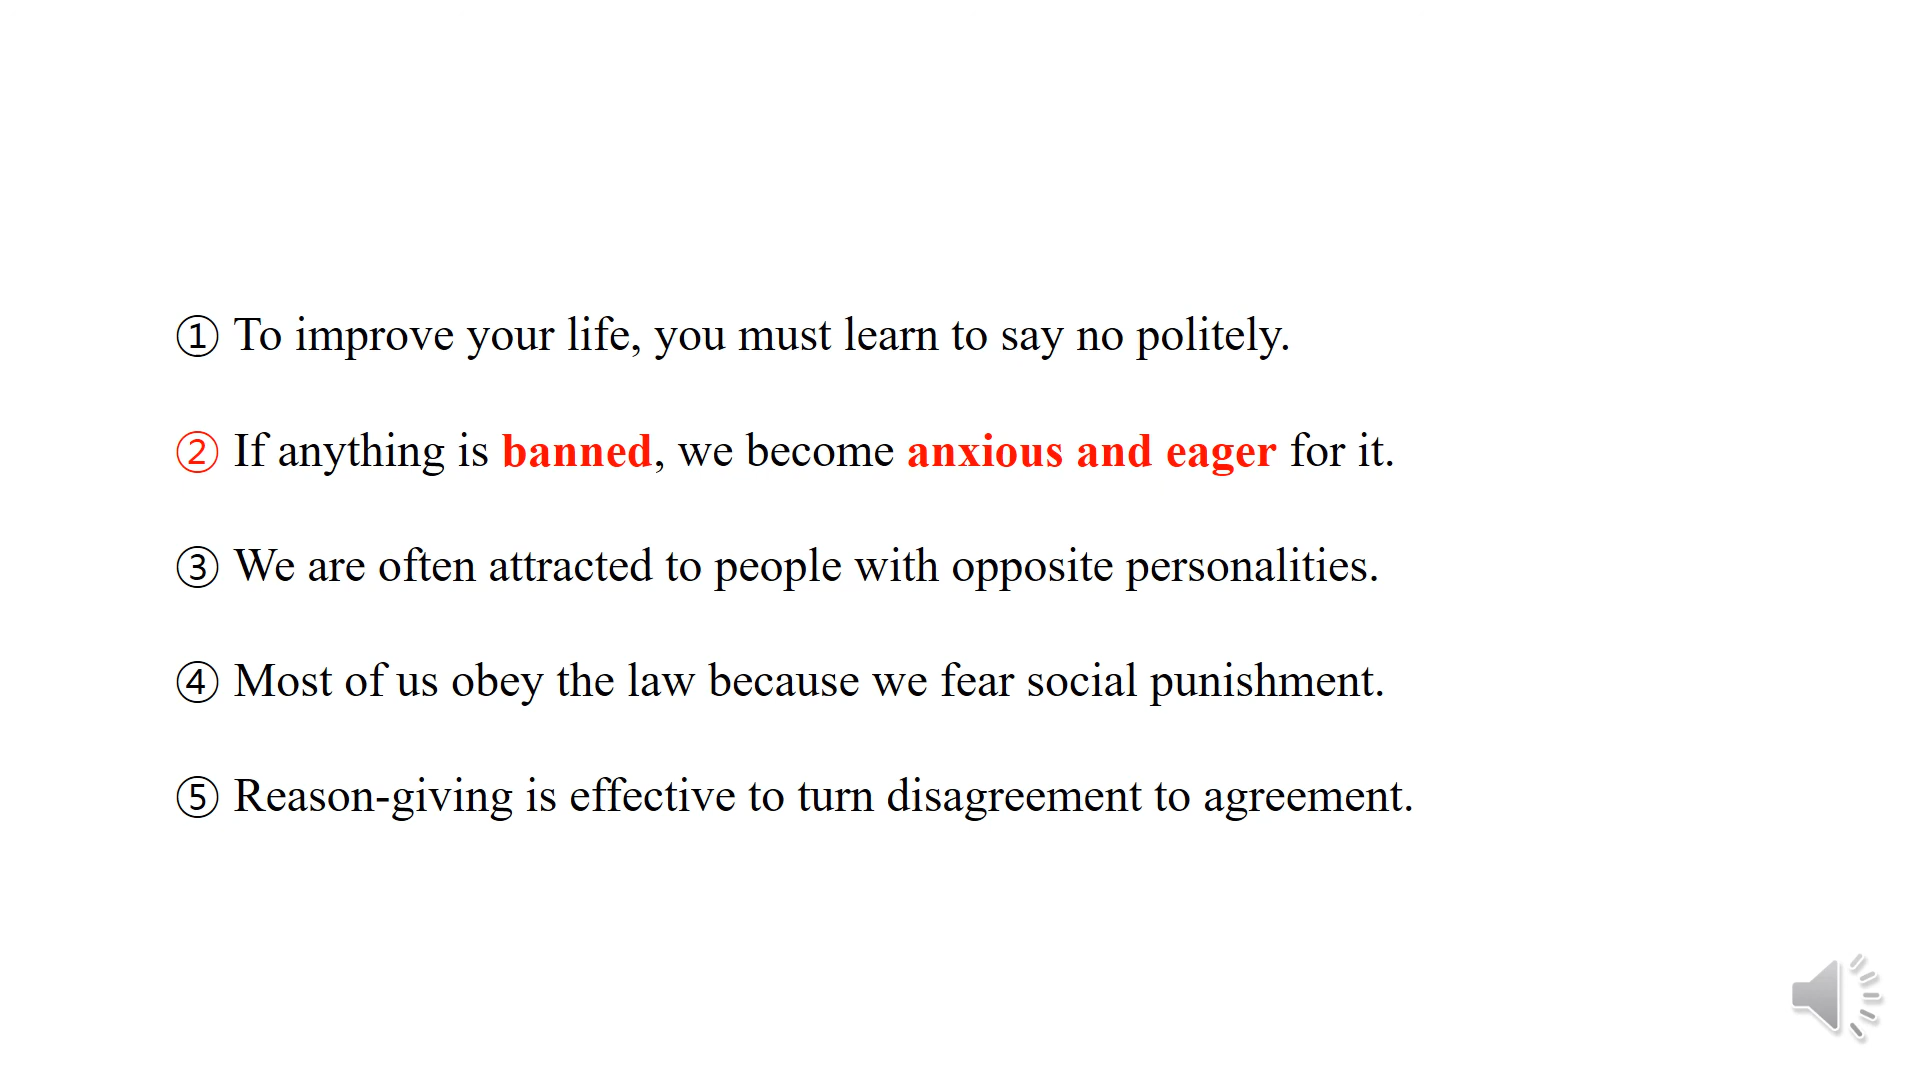 ① To improve your life, you must learn to say no politely.
② If anything is banned, we become anxious and eager for it.
③ We are often attracted to people with opposite personalities.
④ Most of us obey the law because we fear social punishment.
⑤ Reason-giving is effective to turn disagreement to agreement.